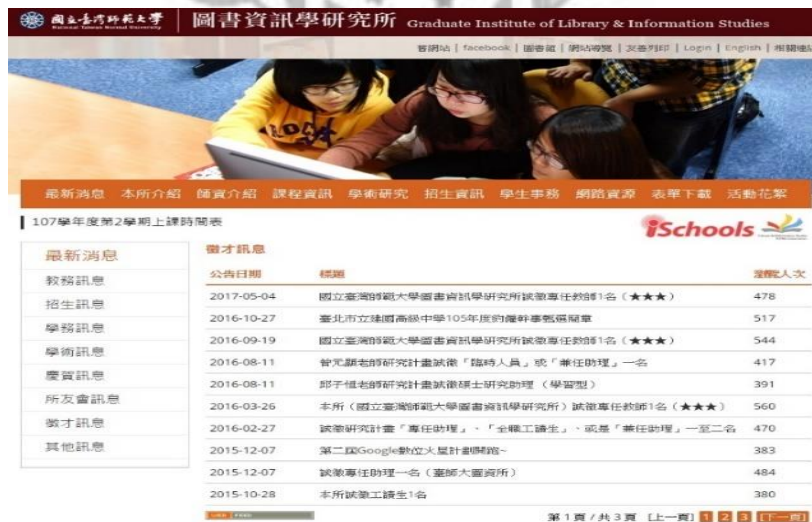 國立臺灣師範大學 圖書資訊學研究所 Graduate Institute of Library & Information Studies
National Taiwan Normal University
舊網站 | facebook | 圖書館 | 網站導覽 | 友善列印 | Login | English |
最新消息 本所介紹 師資介紹 課程資訊 學術研究 招生資訊 學生事務 網路資源 表單下載 活動花絮
107學年度第2學期上課時間表
iSchools
最新消息
教務訊息
招生訊息
學務訊息
學術訊息
慶賀訊息
所友會訊息
徵才訊息
其他訊息
徵才訊息
公告日期 標題 瀏覽人次
2017-05-04 國立臺灣師範大學圖書資訊學研究所誠徵專任教師1名(★★★) 478
2016-10-27 臺北市立建國高級中學105年度約僱幹事甄選簡章 517
2016-09-19 國立臺灣師範大學圖書資訊學研究所誠徵專任教師1名(★★★) 544
2016-08-11 曾元顯老師研究計畫誠徵「臨時人員」或「兼任助理」一名 417
2016-08-11 邱子恒老師研究計畫誠徵碩士研究助理 (學習型) 391
2016-03-26 本所(國立臺灣師範大學圖書資訊學研究所)誠徵專任教師1名(★★★) 560
2016-02-27 誠徵研究計畫「專任助理」、「全職工讀生」、或是「兼任助理」一至二名 470
2015-12-07 第二屆Google數位火星計劃開跑~ 383
2015-12-07 誠徵專任助理一名(臺師大圖資所) 484
2015-10-28 本所誠徵工讀生1名 380
第 1 頁 / 共 3 頁 [上一頁] 1 2 3 [下一頁]